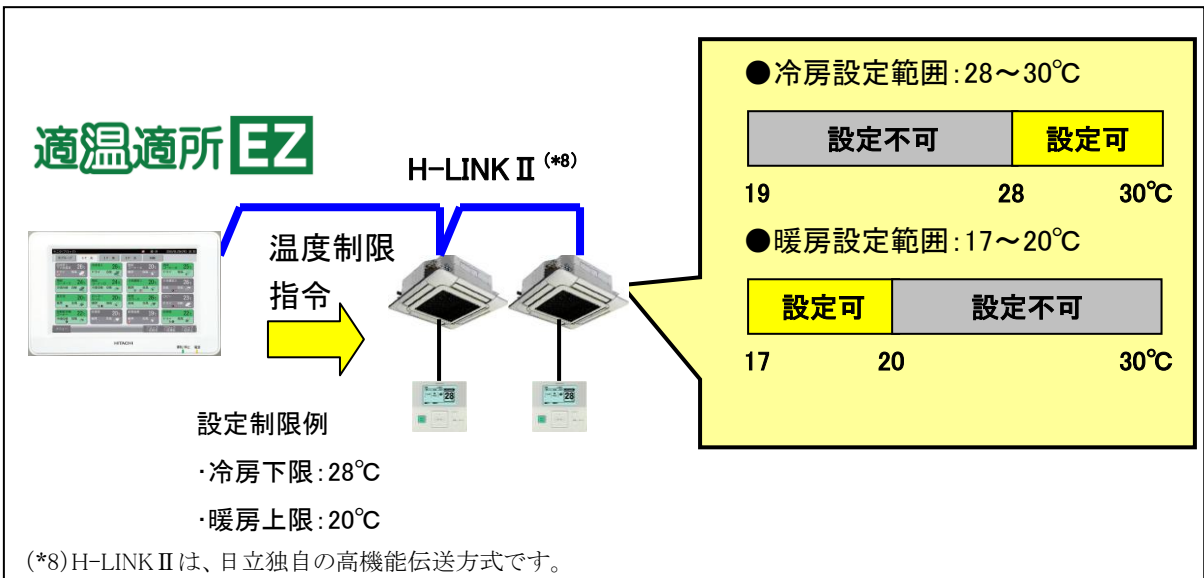 適温適所EZ
H-LINKⅡ(*8)
温度制限
指令
設定制限例
・冷房下限:28℃
・暖房上限:20℃
●冷房設定範囲:28~30℃
設定不可 設定可
19 28 30℃
●暖房設定範囲:17~20℃
設定可 設定不可
17 20 30℃
HITACHI
28
28
(*8)H-LINKⅡは、日立独自の高機能伝送方式です。